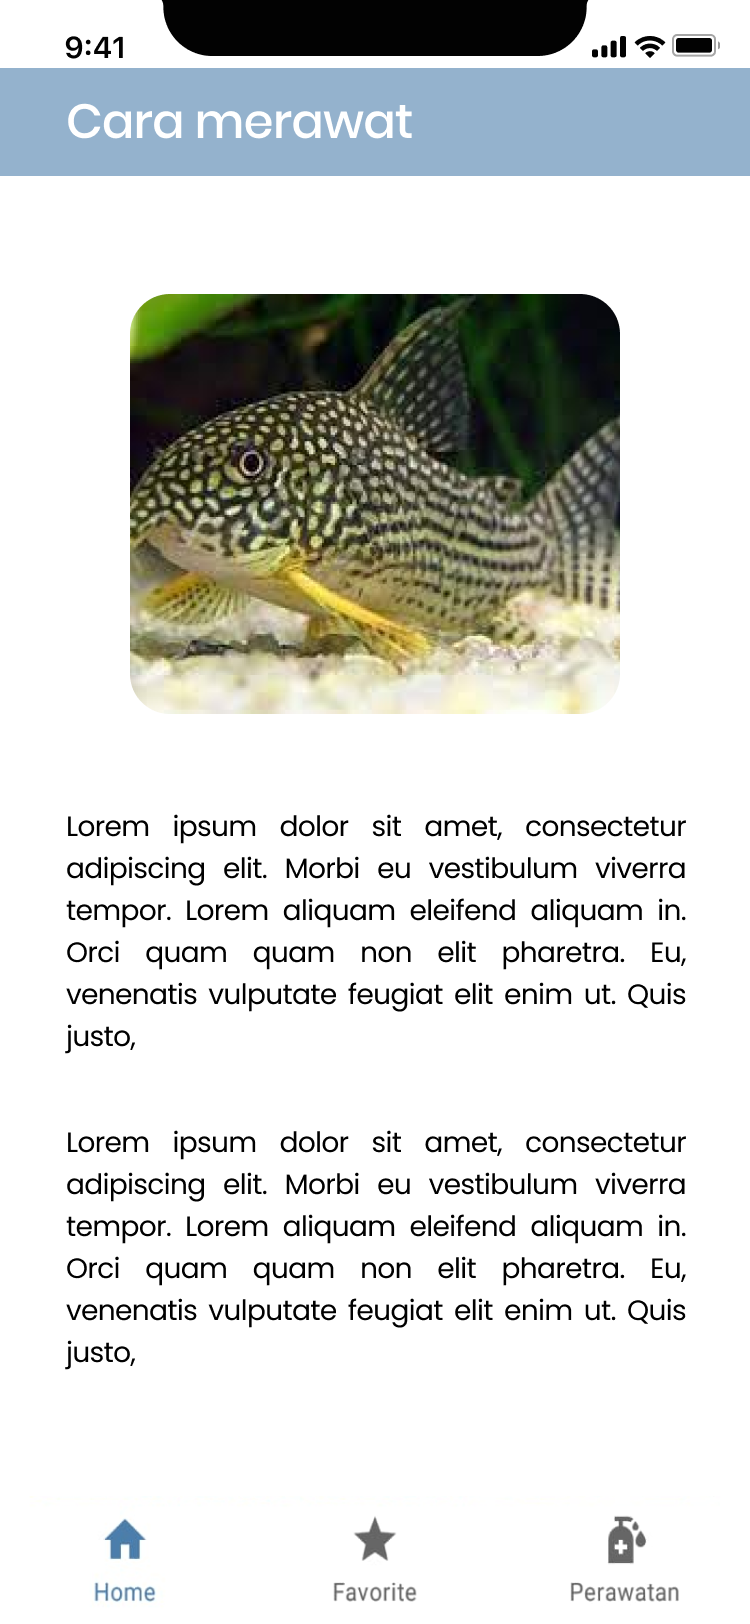 9:41
Cara merawat
Lorem ipsum dolor sit amet, consectetur
adipiscing elit. Morbi eu vestibulum viverra
tempor. Lorem aliquam eleifend aliquam in.
Orci quam quam non elit pharetra. Eu,
venenatis vulputate feugiat elit enim ut. Quis
justo,
Lorem ipsum dolor sit amet, consectetur
adipiscing elit. Morbi eu vestibulum viverra
tempor. Lorem aliquam eleifend aliquam in.
Orci quam quam non elit pharetra. Eu,
venenatis vulputate feugiat elit enim ut. Quis
justo,
Home Favorite Perawatan